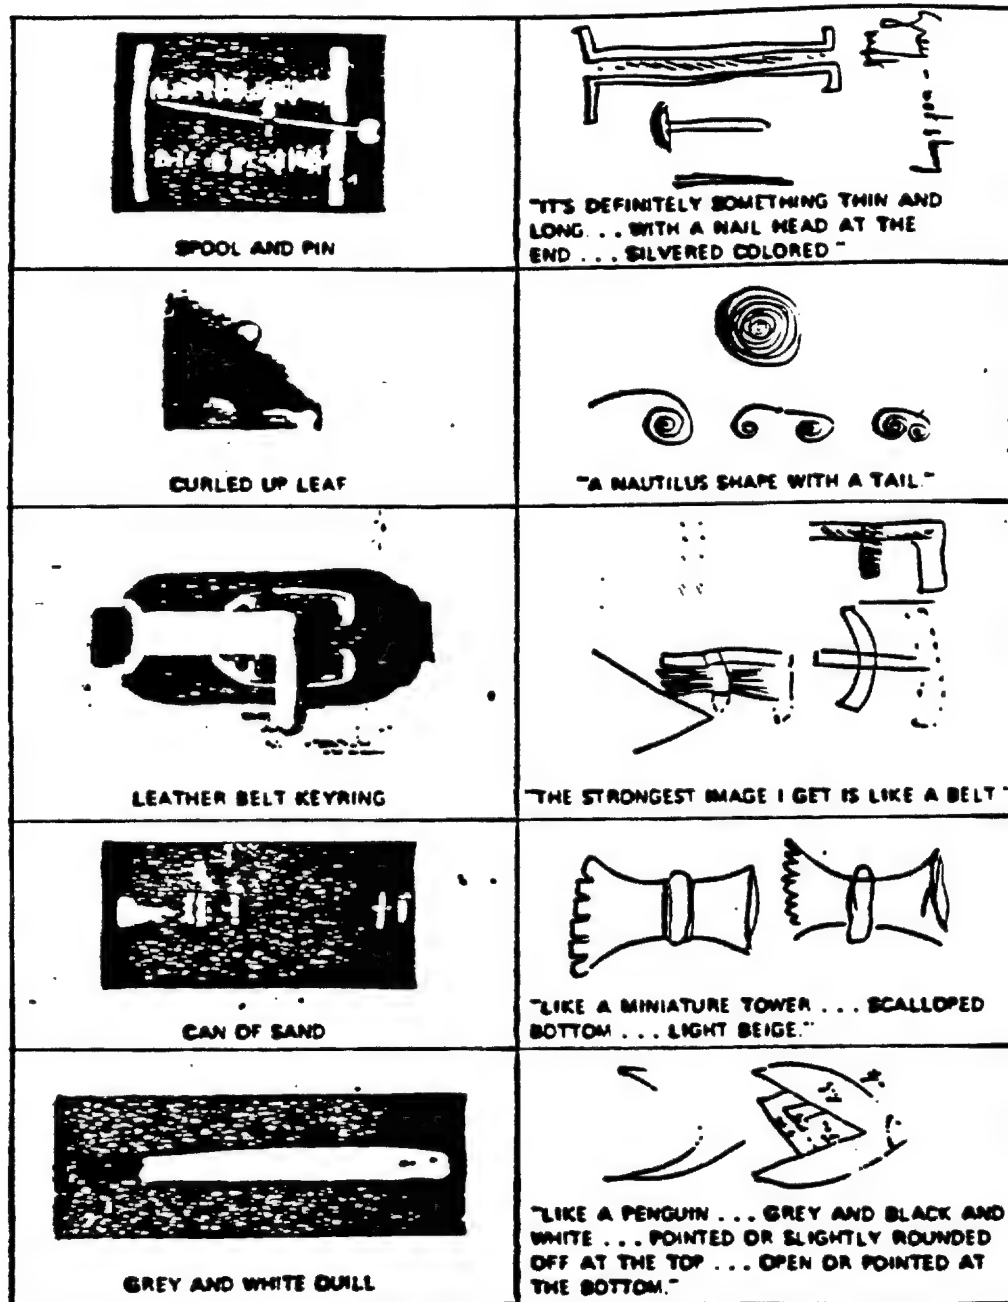 SPOOL AND PIN
"IT'S DEFINITELY SOMETHING THIN AND
LONG... WITH A NAIL HEAD AT THE
END... SILVERED COLORED"
CURLED UP LEAF
"A NAUTILUS SHAPE WITH A TAIL."
LEATHER BELT KEYRING
"THE STRONGEST IMAGE I GET IS LIKE A BELT"
CAN OF SAND
"LIKE A MINIATURE TOWER... SCALLOPED
BOTTOM... LIGHT BEIGE."
GREY AND WHITE QUILL
"LIKE A PENGUIN... GREY AND BLACK AND
WHITE... POINTED OR SLIGHTLY ROUNDED
OFF AT THE TOP... OPEN OR POINTED AT
THE BOTTOM."